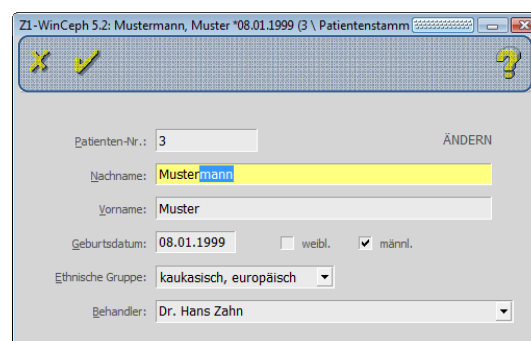 Z1-WinCeph 5.2: Mustermann, Muster *08.01.1999 (3 \ Patientenstamm
Patienten-Nr.: 3 ÄNDERN
Nachname: Mustermann
Vorname: Muster
Geburtsdatum: 08.01.1999 weibl. männl.
Ethnische Gruppe: kaukasisch, europäisch
Behandler: Dr. Hans Zahn